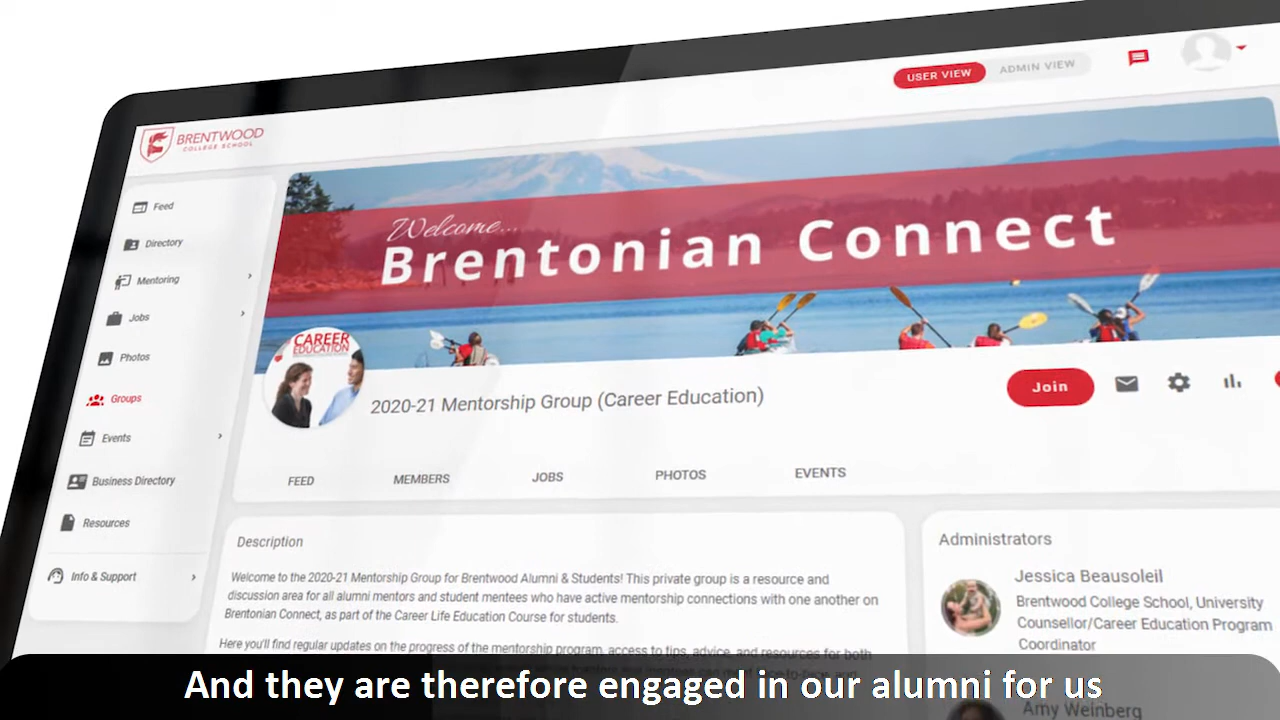 USER VIEW
ADMIN VIEW
BRENTWOOD
COLLEGE SCHOOL
Feed
Directory
Mentoring
Jobs
Photos
Groups
Events
Business Directory
Resources
Info & Support
Welcome...
Brentonian Connect
CAREER
EDUCATION
2020-21 Mentorship Group (Career Education)
Join
FEED
MEMBERS
JOBS
PHOTOS
EVENTS
Description
Welcome to the 2020-21 Mentorship Group for Brentwood Alumni & Students! This private group is a resource and
discussion area for all alumni mentors and student mentees who have active mentorship connections with one another on
Brentonian Connect, as part of the Career Life Education Course for students.
Here you'll find regular updates on the progress of the mentorship program, access to tips, advice, and resources for both
Administrators
Jessica Beausoleil
Brentwood College School, University
Counsellor/Career Education Program
Coordinator
Amy Weinberg
And they are therefore engaged in our alumni for us